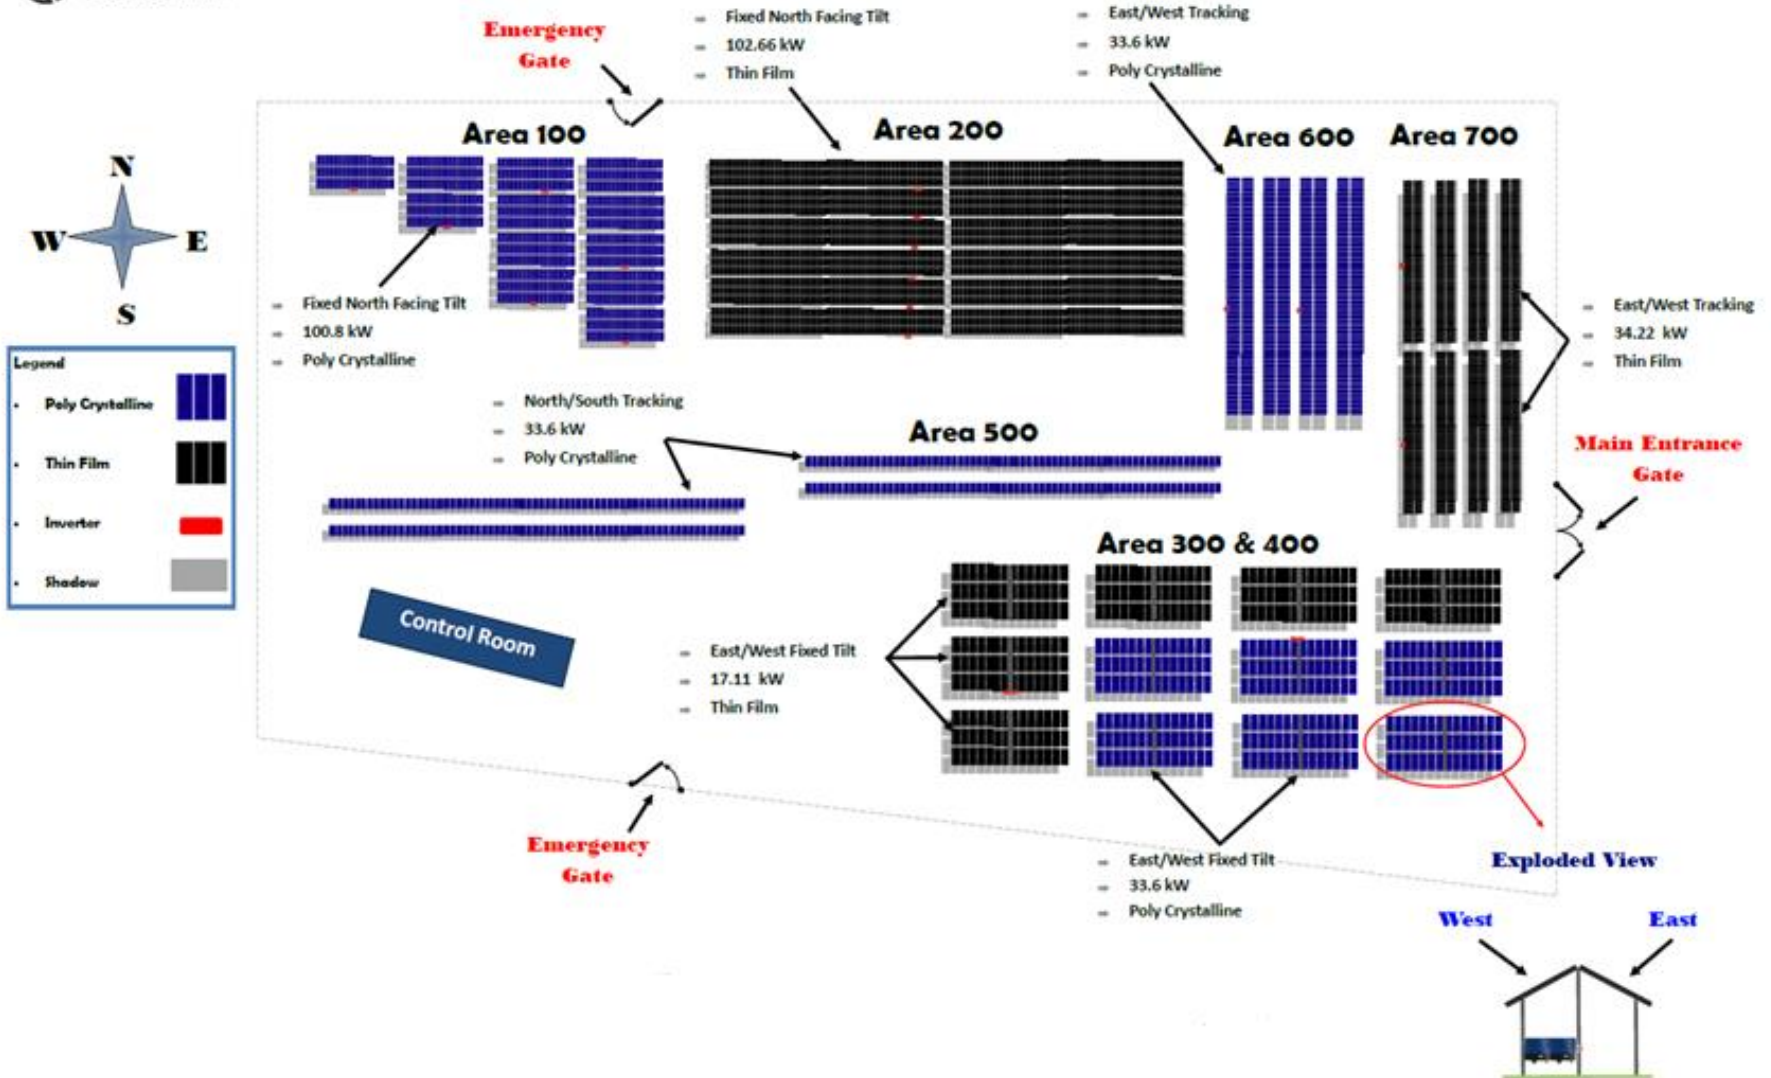 Fixed North Facing Tilt
102.66 kW
Thin Film
East/West Tracking
33.6 kW
Poly Crystalline
Emergency
Gate
Area 100
Area 200
Area 600
Area 700
N
W
E
S
Fixed North Facing Tilt
100.8 kW
Poly Crystalline
East/West Tracking
34.22 kW
Thin Film
Legend
Poly Crystalline
Thin Film
Inverter
Shadow
North/South Tracking
33.6 kW
Poly Crystalline
Area 500
Main Entrance
Gate
Area 300 & 400
Control Room
East/West Fixed Tilt
17.11 kW
Thin Film
Emergency
Gate
East/West Fixed Tilt
33.6 kW
Poly Crystalline
Exploded View
West
East